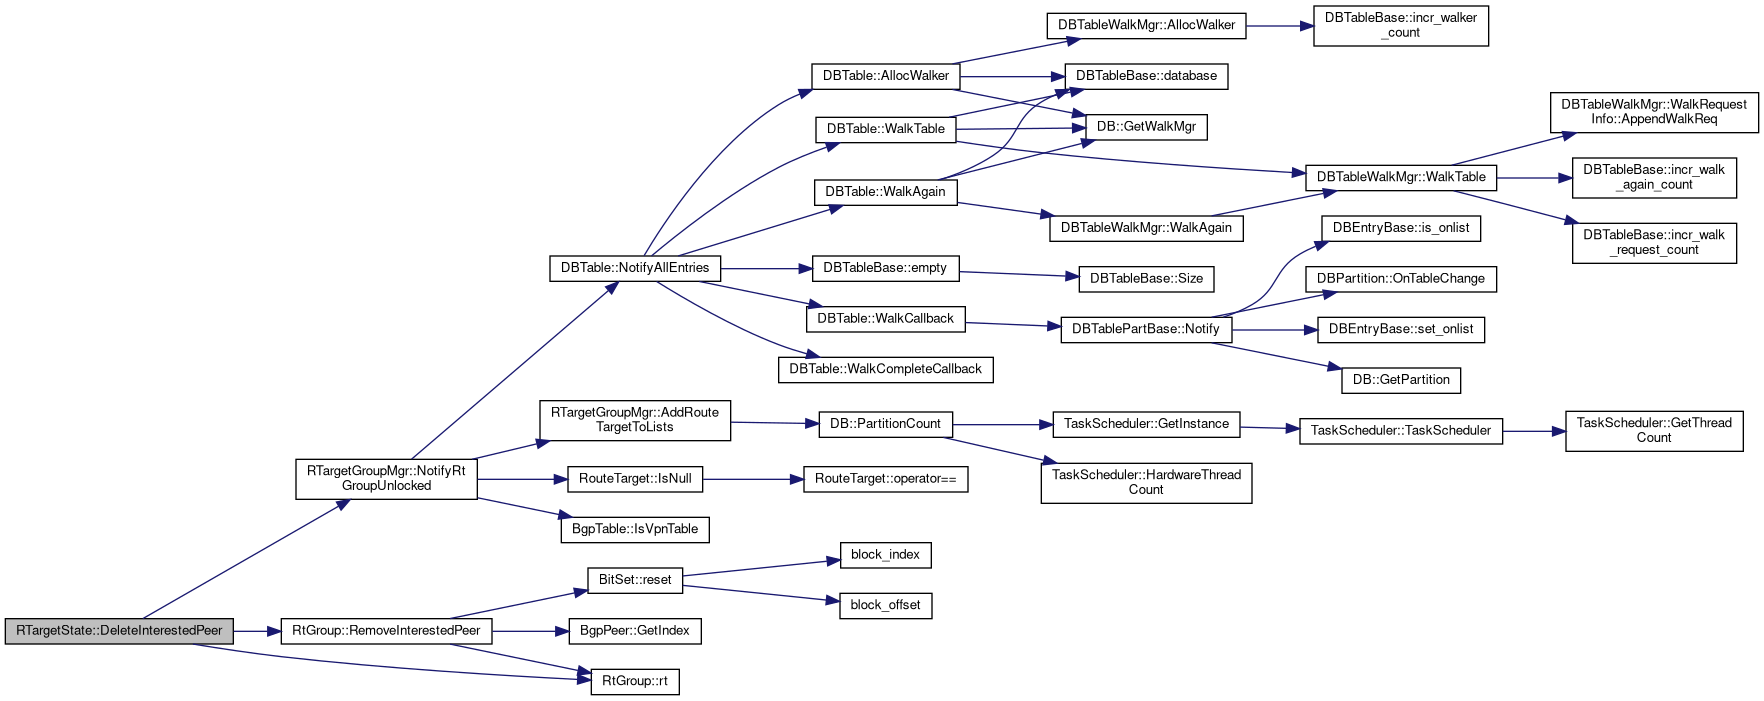 DBTableWalkMgr::AllocWalker
DBTableBase::incr_walker
_count
DBTable::AllocWalker
DBTableBase::database
DBTable::WalkTable
DB::GetWalkMgr
DBTableWalkMgr::WalkRequest
Info::AppendWalkReq
DBTable::WalkAgain
DBTableWalkMgr::WalkTable
DBTableBase::incr_walk
_again_count
DBTableWalkMgr::WalkAgain
DBEntryBase::is_onlist
DBTableBase::incr_walk
_request_count
DBTable::NotifyAllEntries
DBTableBase::empty
DBTableBase::Size
DBPartition::OnTableChange
DBTable::WalkCallback
DBTablePartBase::Notify
DBEntryBase::set_onlist
DBTable::WalkCompleteCallback
DB::GetPartition
RTargetGroupMgr::AddRoute
TargetToLists
DB::PartitionCount
TaskScheduler::GetInstance
TaskScheduler::TaskScheduler
TaskScheduler::GetThread
Count
RTargetGroupMgr::NotifyRt
GroupUnlocked
RouteTarget::IsNull
RouteTarget::operator==
TaskScheduler::HardwareThread
Count
BgpTable::IsVpnTable
BitSet::reset
block_index
block_offset
RTargetState::DeleteInterestedPeer
RtGroup::RemoveInterestedPeer
BgpPeer::GetIndex
RtGroup::rt